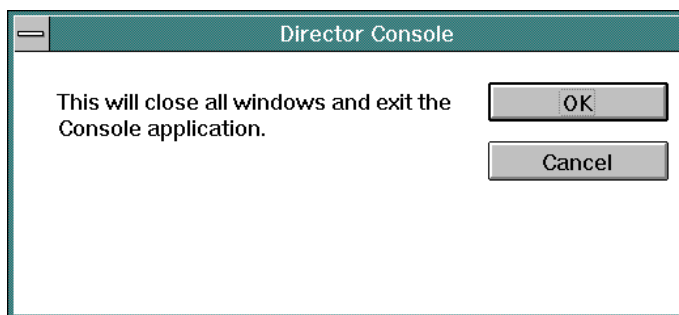 Director Console
This will close all windows and exit the
Console application.
OK
Cancel